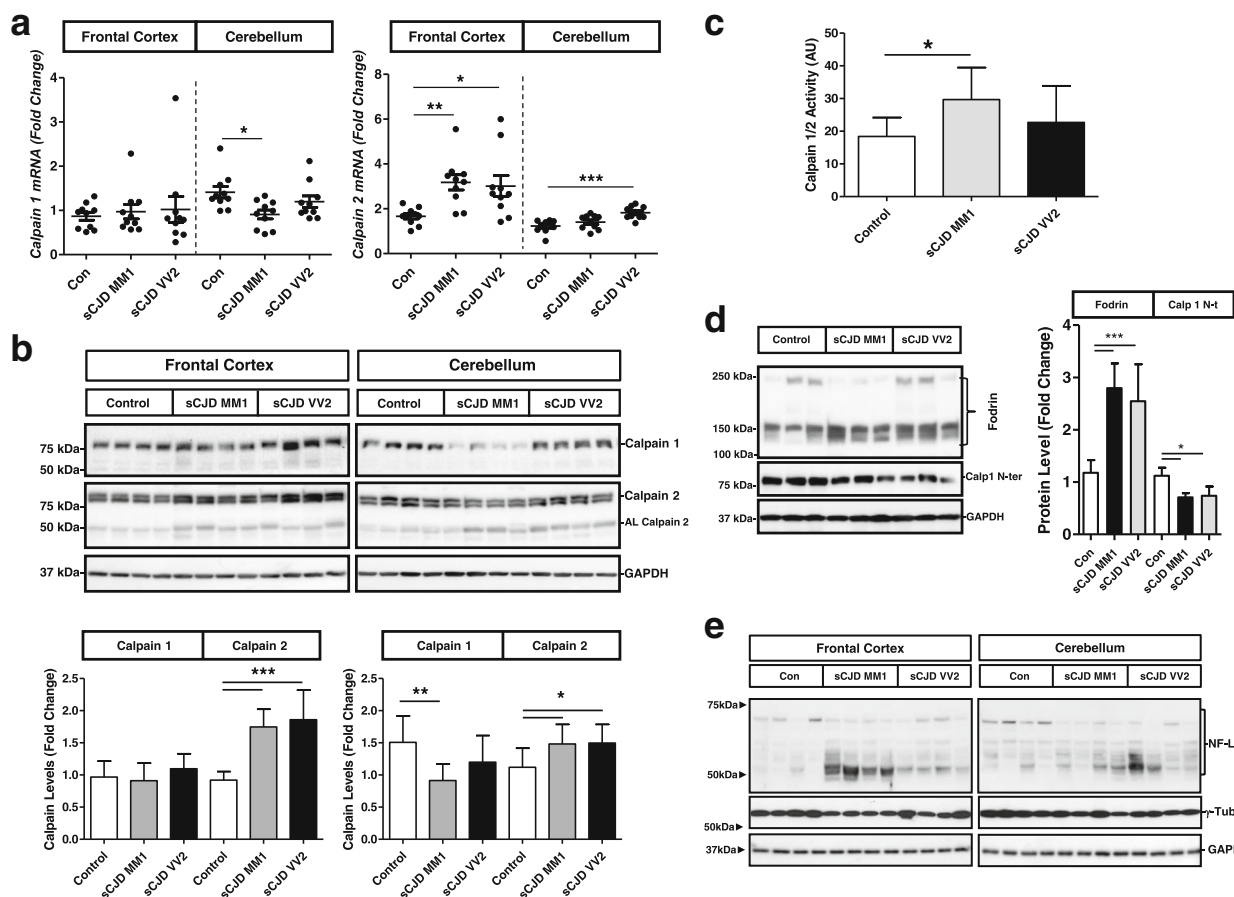 a
Frontal Cortex Cerebellum
Calpain 1 mRNA (Fold Change)
4
3
2
1
0
*
Con sCJD MM1 sCJD VV2 Con sCJD MM1 sCJD VV2
Frontal Cortex Cerebellum
Calpain 2 mRNA (Fold Change)
8
6
4
2
0
*
**
***
Con sCJD MM1 sCJD VV2 Con sCJD MM1 sCJD VV2
c
Calpain 1/2 Activity (AU)
50
40
30
20
10
0
*
Control sCJD MM1 sCJD VV2
b
Frontal Cortex Cerebellum
Control sCJD MM1 sCJD VV2 Control sCJD MM1 sCJD VV2
75 kDa
50 kDa
Calpain 1
75 kDa
50 kDa
Calpain 2
AL Calpain 2
37 kDa
GAPDH
Calpain 1 Calpain 2
Calpain Levels (Fold Change)
2.5
2.0
1.5
1.0
0.5
0.0
***
Control sCJD MM1 sCJD VV2 Control sCJD MM1 sCJD VV2
Calpain 1 Calpain 2
Calpain Levels (Fold Change)
2.5
2.0
1.5
1.0
0.5
0.0
**
*
Control sCJD MM1 sCJD VV2 Control sCJD MM1 sCJD VV2
d
Control sCJD MM1 sCJD VV2
250 kDa
150 kDa
100 kDa
Fodrin
75 kDa
Calp1 N-ter
37 kDa
GAPDH
Fodrin Calp 1 N-t
Protein Level (Fold Change)
4
3
2
1
0
***
*
Con sCJD MM1 sCJD VV2 Con sCJD MM1 sCJD VV2
e
Frontal Cortex Cerebellum
Con sCJD MM1 sCJD VV2 Con sCJD MM1 sCJD VV2
75kDa
50kDa
NF-L
50kDa
γ-Tub
37kDa
GAP